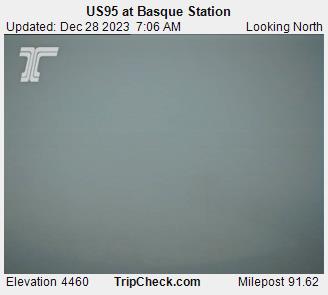 US95 at Basque Station
Updated: Dec 28 2023 7:06 AM Looking North
Elevation 4460 TripCheck.com Milepost 91.62